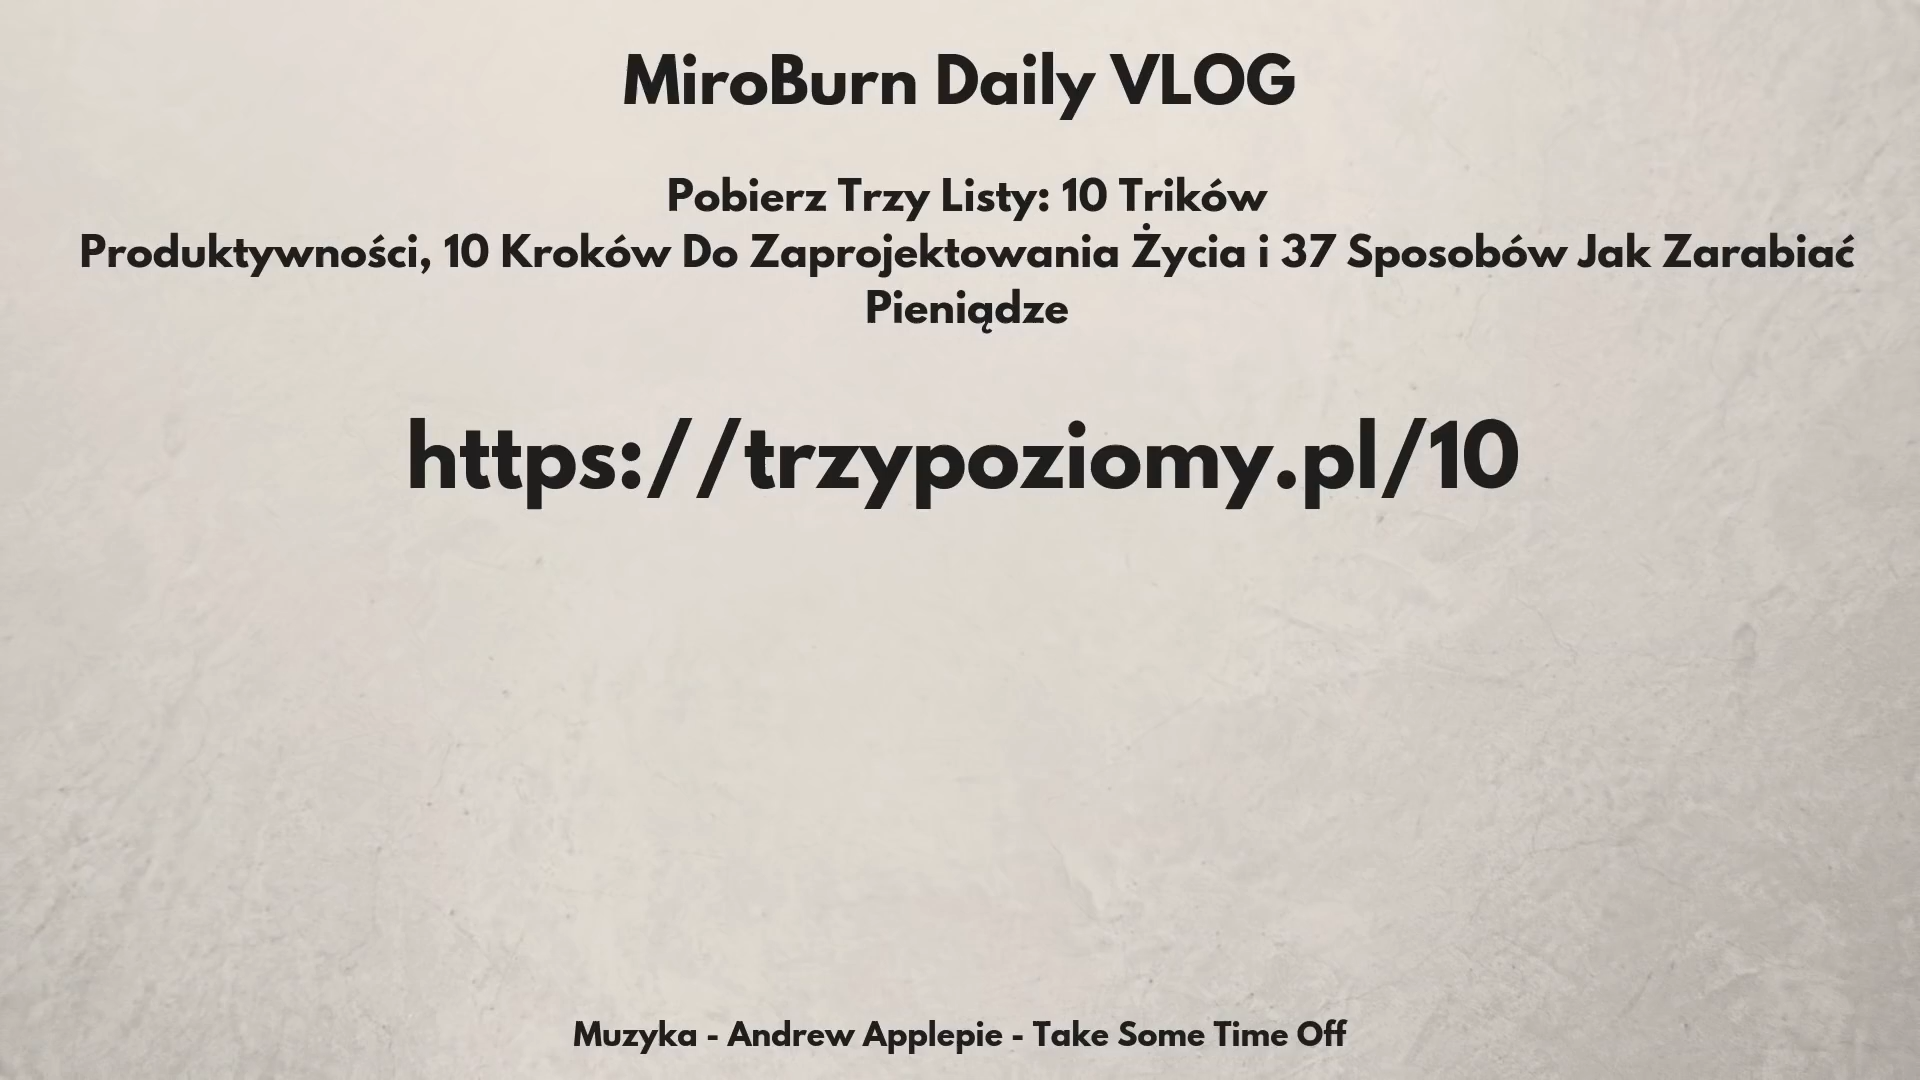 MiroBurn Daily VLOG
Pobierz Trzy Listy: 10 Trików
Produktywności, 10 Kroków Do Zaprojektowania Życia i 37 Sposobów Jak Zarabiać
Pieniądze
https://trzypoziomy.pl/10
Muzyka - Andrew Applepie - Take Some Time Off